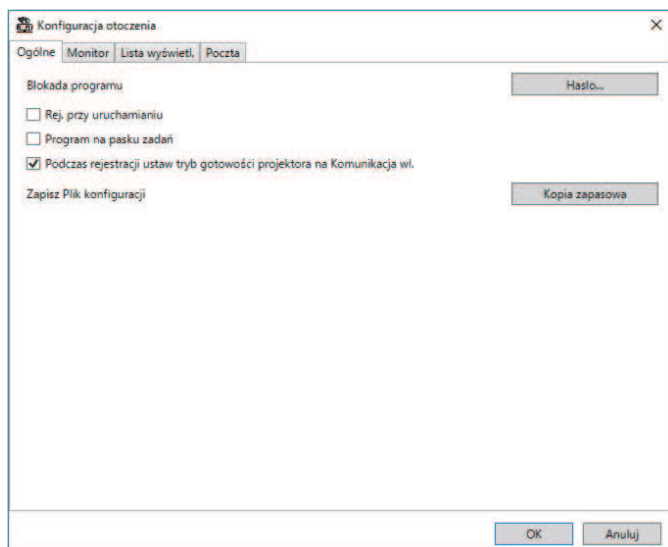 Konfiguracja otoczenia
Ogólne Monitor Lista wyświetl. Poczta
Blokada programu Hasło...
Rej. przy uruchamianiu
Program na pasku zadań
Podczas rejestracji ustaw tryb gotowości projektora na Komunikacja wł.
Zapisz Plik konfiguracji Kopia zapasowa
OK Anuluj